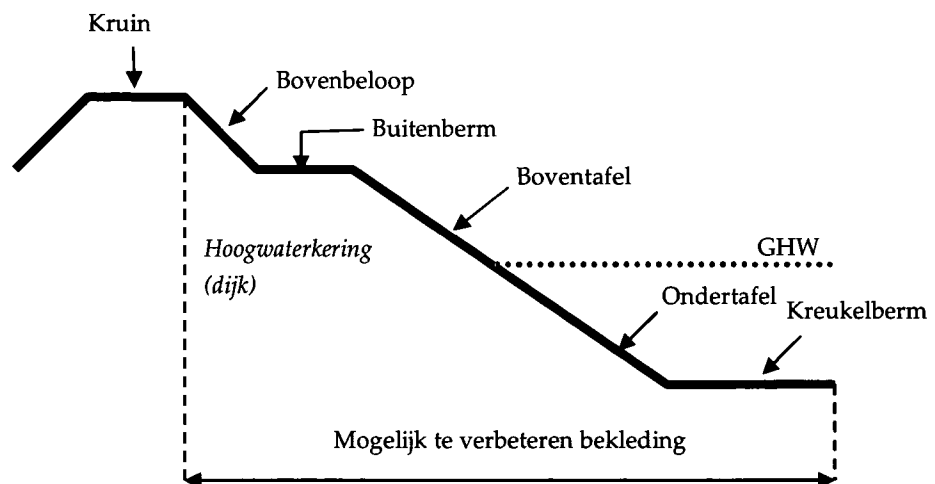 Kruin
Bovenbeloop
Buitenberm
Boventafel
Hoogwaterkering
(dijk)
GHW
Ondertafel
Kreukelberm
Mogelijk te verbeteren bekleding